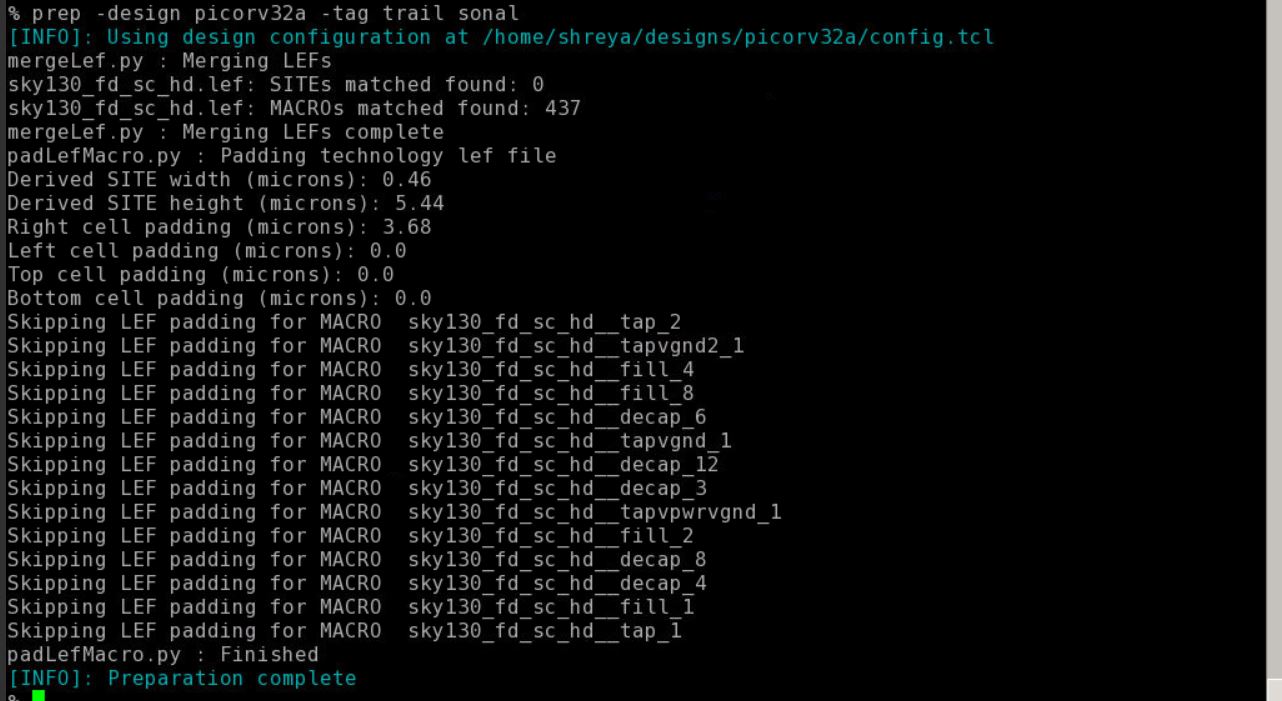 % prep -design picorv32a -tag trail sonal
[INFO]: Using design configuration at /home/shreya/designs/picorv32a/config.tcl
mergeLef.py : Merging LEFs
sky130_fd_sc_hd.lef: SITEs matched found: 0
sky130_fd_sc_hd.lef: MACROs matched found: 437
mergeLef.py : Merging LEFs complete
padLefMacro.py : Padding technology lef file
Derived SITE width (microns): 0.46
Derived SITE height (microns): 5.44
Right cell padding (microns): 3.68
Left cell padding (microns): 0.0
Top cell padding (microns): 0.0
Bottom cell padding (microns): 0.0
Skipping LEF padding for MACRO  sky130_fd_sc_hd__tap_2
Skipping LEF padding for MACRO  sky130_fd_sc_hd__tapvgnd2_1
Skipping LEF padding for MACRO  sky130_fd_sc_hd__fill_4
Skipping LEF padding for MACRO  sky130_fd_sc_hd__fill_8
Skipping LEF padding for MACRO  sky130_fd_sc_hd__decap_6
Skipping LEF padding for MACRO  sky130_fd_sc_hd__tapvgnd_1
Skipping LEF padding for MACRO  sky130_fd_sc_hd__decap_12
Skipping LEF padding for MACRO  sky130_fd_sc_hd__decap_3
Skipping LEF padding for MACRO  sky130_fd_sc_hd__tapvpwrvgnd_1
Skipping LEF padding for MACRO  sky130_fd_sc_hd__fill_2
Skipping LEF padding for MACRO  sky130_fd_sc_hd__decap_8
Skipping LEF padding for MACRO  sky130_fd_sc_hd__decap_4
Skipping LEF padding for MACRO  sky130_fd_sc_hd__fill_1
Skipping LEF padding for MACRO  sky130_fd_sc_hd__tap_1
padLefMacro.py : Finished
[INFO]: Preparation complete
%